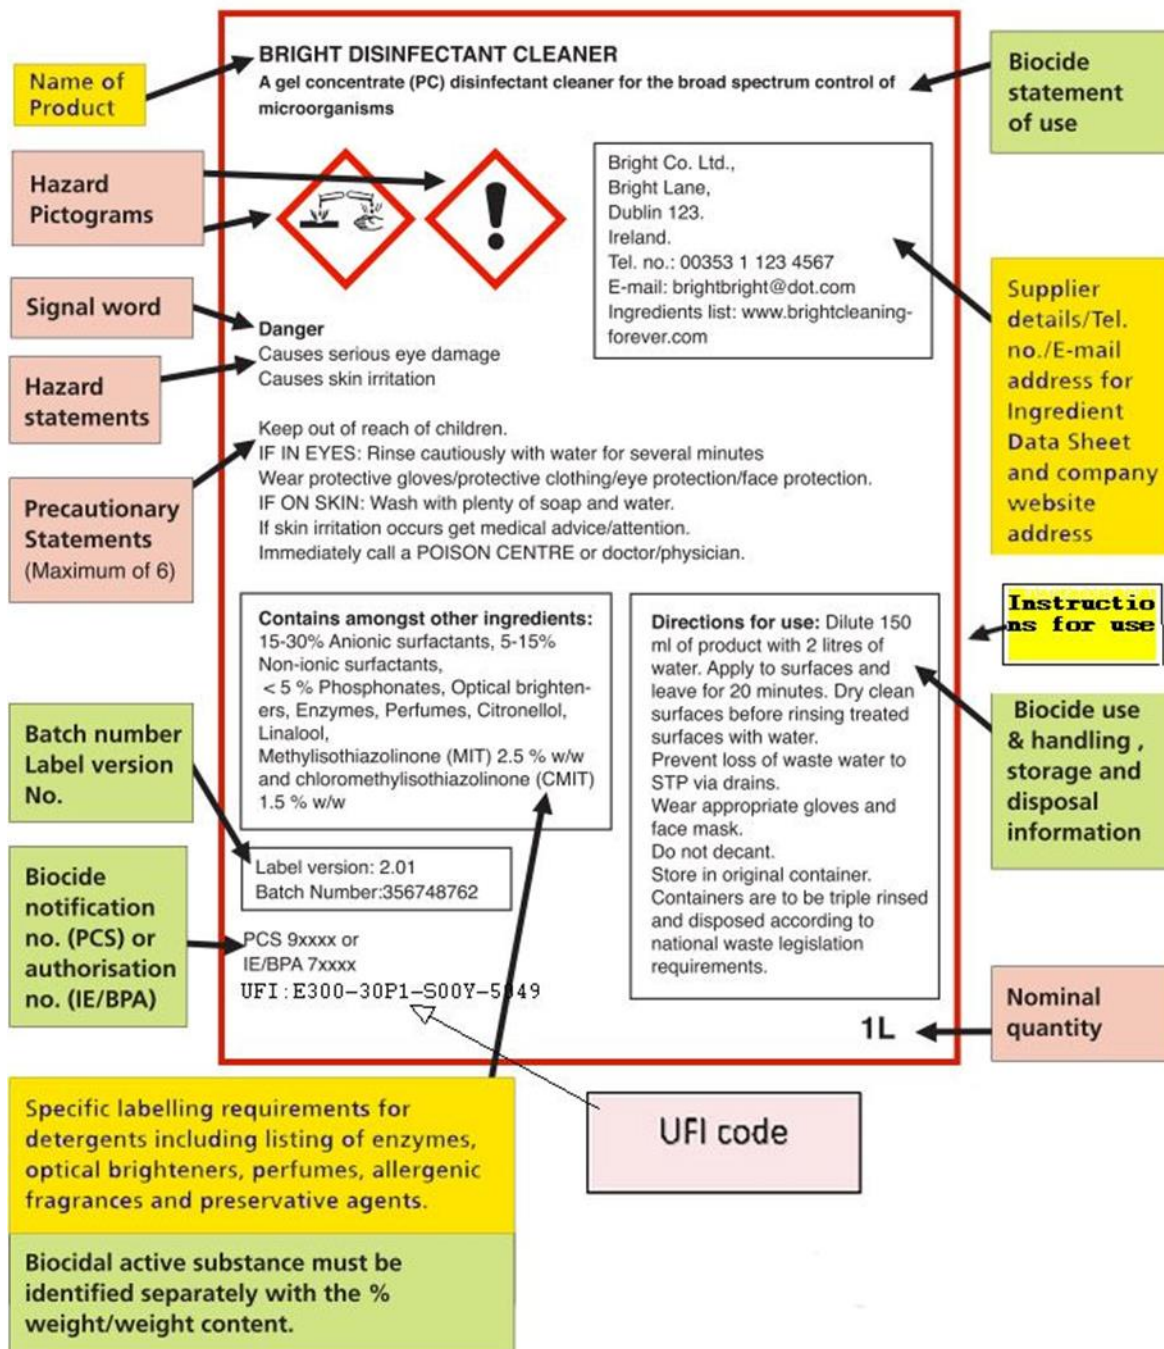 BRIGHT DISINFECTANT CLEANER
A gel concentrate (PC) disinfectant cleaner for the broad spectrum control of
microorganisms
Name of
Product
Biocide
statement
of use
Hazard
Pictograms
Bright Co. Ltd.,
Bright Lane,
Dublin 123.
Ireland.
Tel. no.: 00353 1 123 4567
E-mail: brightbright@dot.com
Ingredients list: www.brightcleaning-
forever.com
Supplier
details/Tel.
no./E-mail
address for
Ingredient
Data Sheet
and company
website
address
Signal word
Danger
Causes serious eye damage
Causes skin irritation
Hazard
statements
Keep out of reach of children.
IF IN EYES: Rinse cautiously with water for several minutes
Wear protective gloves/protective clothing/eye protection/face protection.
IF ON SKIN: Wash with plenty of soap and water.
If skin irritation occurs get medical advice/attention.
Immediately call a POISON CENTRE or doctor/physician.
Precautionary
Statements
(Maximum of 6)
Contains amongst other ingredients:
15-30% Anionic surfactants, 5-15%
Non-ionic surfactants,
< 5 % Phosphonates, Optical brighten-
ers, Enzymes, Perfumes, Citronellol,
Linalool,
Methylisothiazolinone (MIT) 2.5 % w/w
and chloromethylisothiazolinone (CMIT)
1.5 % w/w
Directions for use: Dilute 150
ml of product with 2 litres of
water. Apply to surfaces and
leave for 20 minutes. Dry clean
surfaces before rinsing treated
surfaces with water.
Prevent loss of waste water to
STP via drains.
Wear appropriate gloves and
face mask.
Do not decant.
Store in original container.
Containers are to be triple rinsed
and disposed according to
national waste legislation
requirements.
Instructio
ns for use
Biocide use
& handling ,
storage and
disposal
information
Batch number
Label version
No.
Label version: 2.01
Batch Number:356748762
Biocide
notification
no. (PCS) or
authorisation
no. (IE/BPA)
PCS 9xxxx or
IE/BPA 7xxxx
UFI:E300-30P1-S00Y-5049
1L
Nominal
quantity
UFI code
Specific labelling requirements for
detergents including listing of enzymes,
optical brighteners, perfumes, allergenic
fragrances and preservative agents.
Biocidal active substance must be
identified separately with the %
weight/weight content.